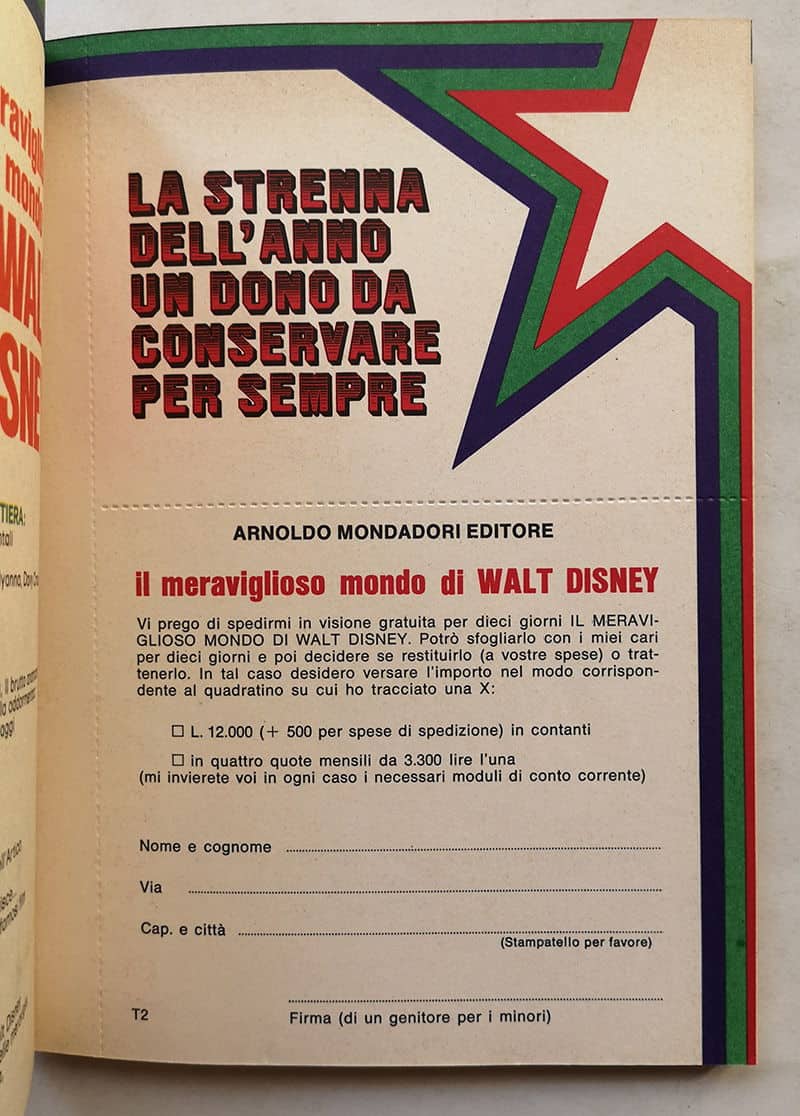 mondo
TIERA:
LA STRENNA
DELL'ANNO
UN DONO DA
CONSERVARE
PER SEMPRE
ARNOLDO MONDADORI EDITORE
il meraviglioso mondo di WALT DISNEY
Vi prego di spedirmi in visione gratuita per dieci giorni IL MERAVI-
GLIOSO MONDO DI WALT DISNEY. Potrò sfogliarlo con i miei cari
per dieci giorni e poi decidere se restituirlo (a vostre spese) o trat-
tenerlo. In tal caso desidero versare l'importo nel modo corrispon-
dente al quadratino su cui ho tracciato una X:
☐ L. 12.000 (+ 500 per spese di spedizione) in contanti
☐ in quattro quote mensili da 3.300 lire l'una
(mi invierete voi in ogni caso i necessari moduli di conto corrente)
Nome e cognome
Via
Cap. e città
(Stampatello per favore)
T2
Firma (di un genitore per i minori)